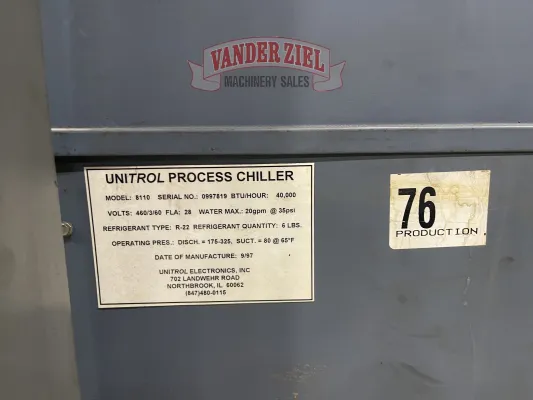 VANDER ZIEL
MACHINERY SALES
UNITROL PROCESS CHILLER
MODEL: 8110 SERIAL NO.: 0997819 BTU/HOUR: 40,000
VOLTS: 460/3/60 FLA: 28 WATER MAX.: 20gpm @ 35psi
REFRIGERANT TYPE: R-22 REFRIGERANT QUANTITY: 6 LBS.
OPERATING PRES.: DISCH. = 175-325, SUCT. = 80 @ 65°F
DATE OF MANUFACTURE: 9/97
UNITROL ELECTRONICS, INC
702 LANDWEHR ROAD
NORTHBROOK, IL 60062
(847)480-0115
76
PRODUCTION